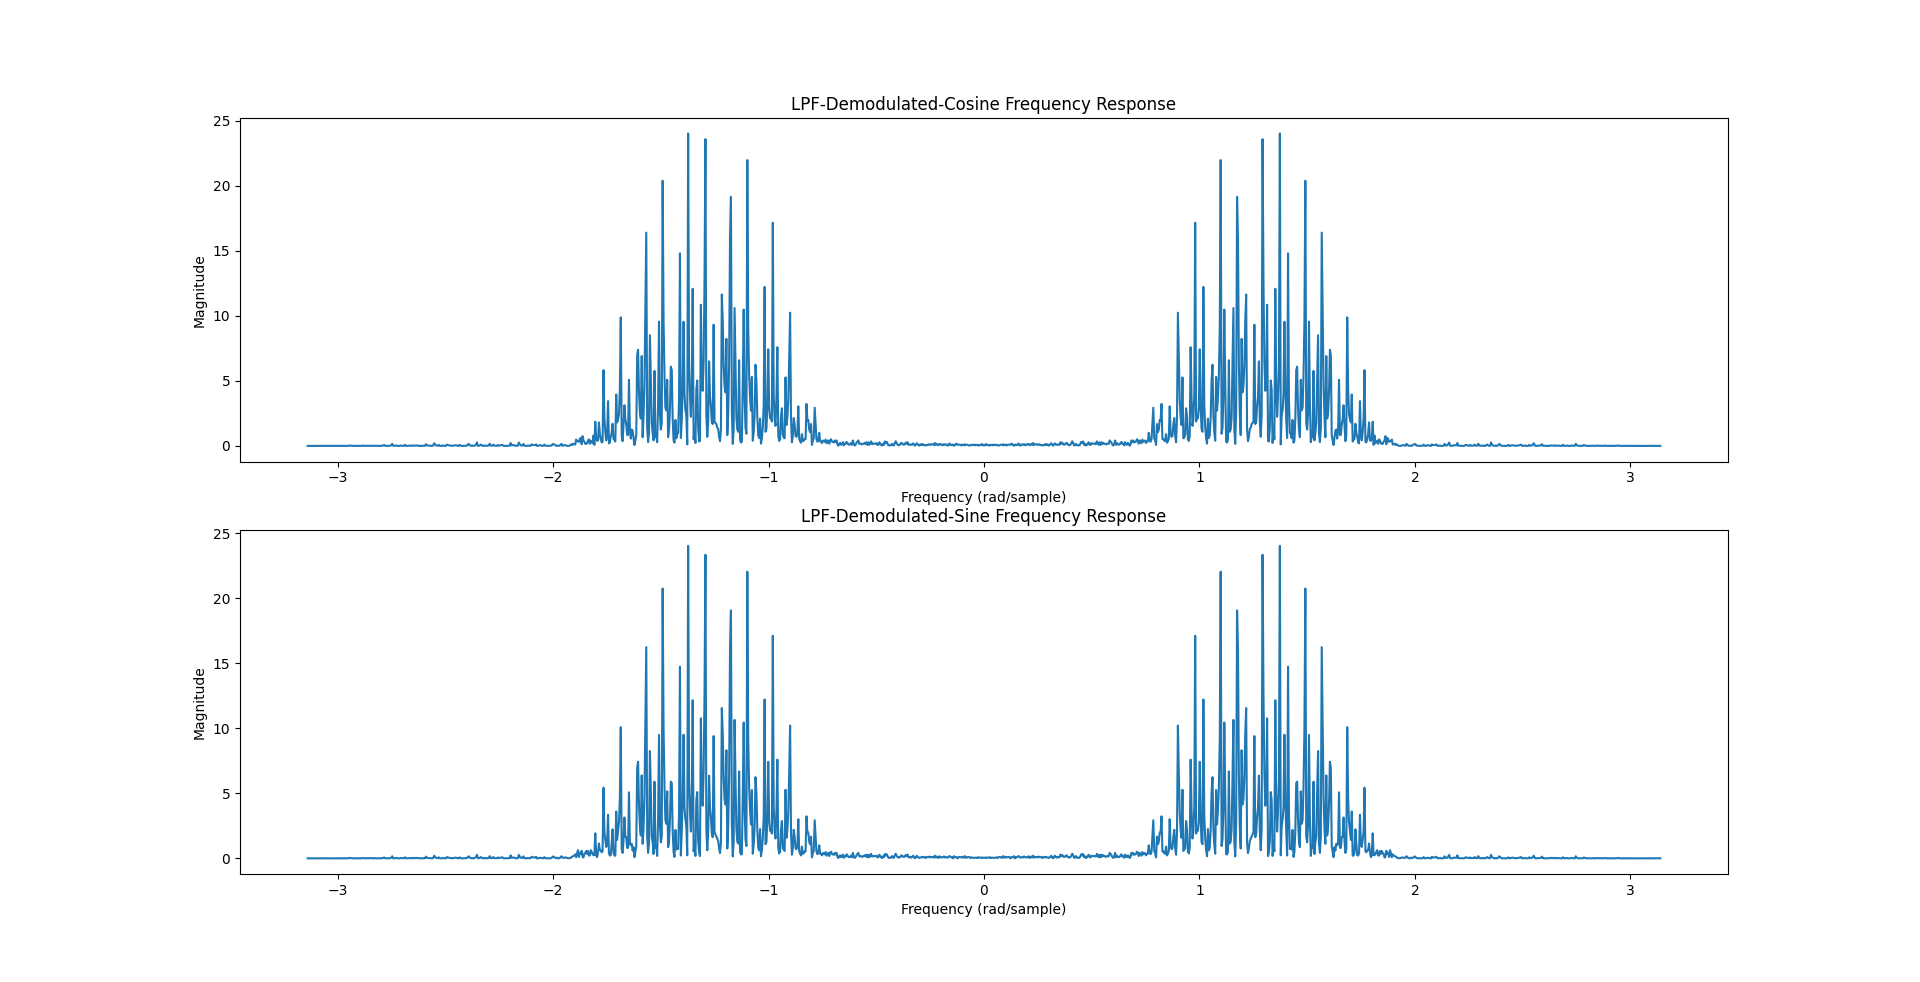 LPF-Demodulated-Cosine Frequency Response
25
20
15
10
5
0
Magnitude
−3 −2 −1 0 1 2 3
Frequency (rad/sample)
LPF-Demodulated-Sine Frequency Response
25
20
15
10
5
0
Magnitude
−3 −2 −1 0 1 2 3
Frequency (rad/sample)